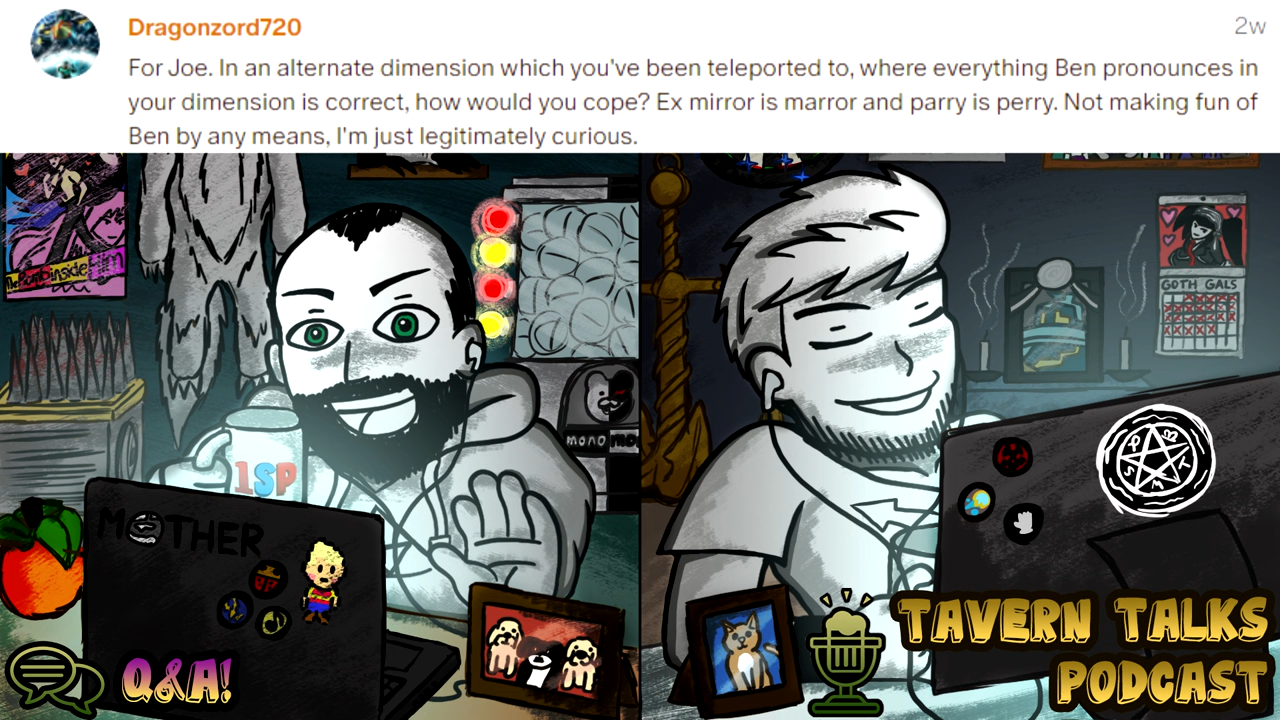 Dragonzord720
2w
For Joe. In an alternate dimension which you've been teleported to, where everything Ben pronounces in
your dimension is correct, how would you cope? Ex mirror is marror and parry is perry. Not making fun of
Ben by any means, I'm just legitimately curious.
GOTH GALS
1SP
MOTHER
TAVERN TALKS
PODCAST
Q&A!